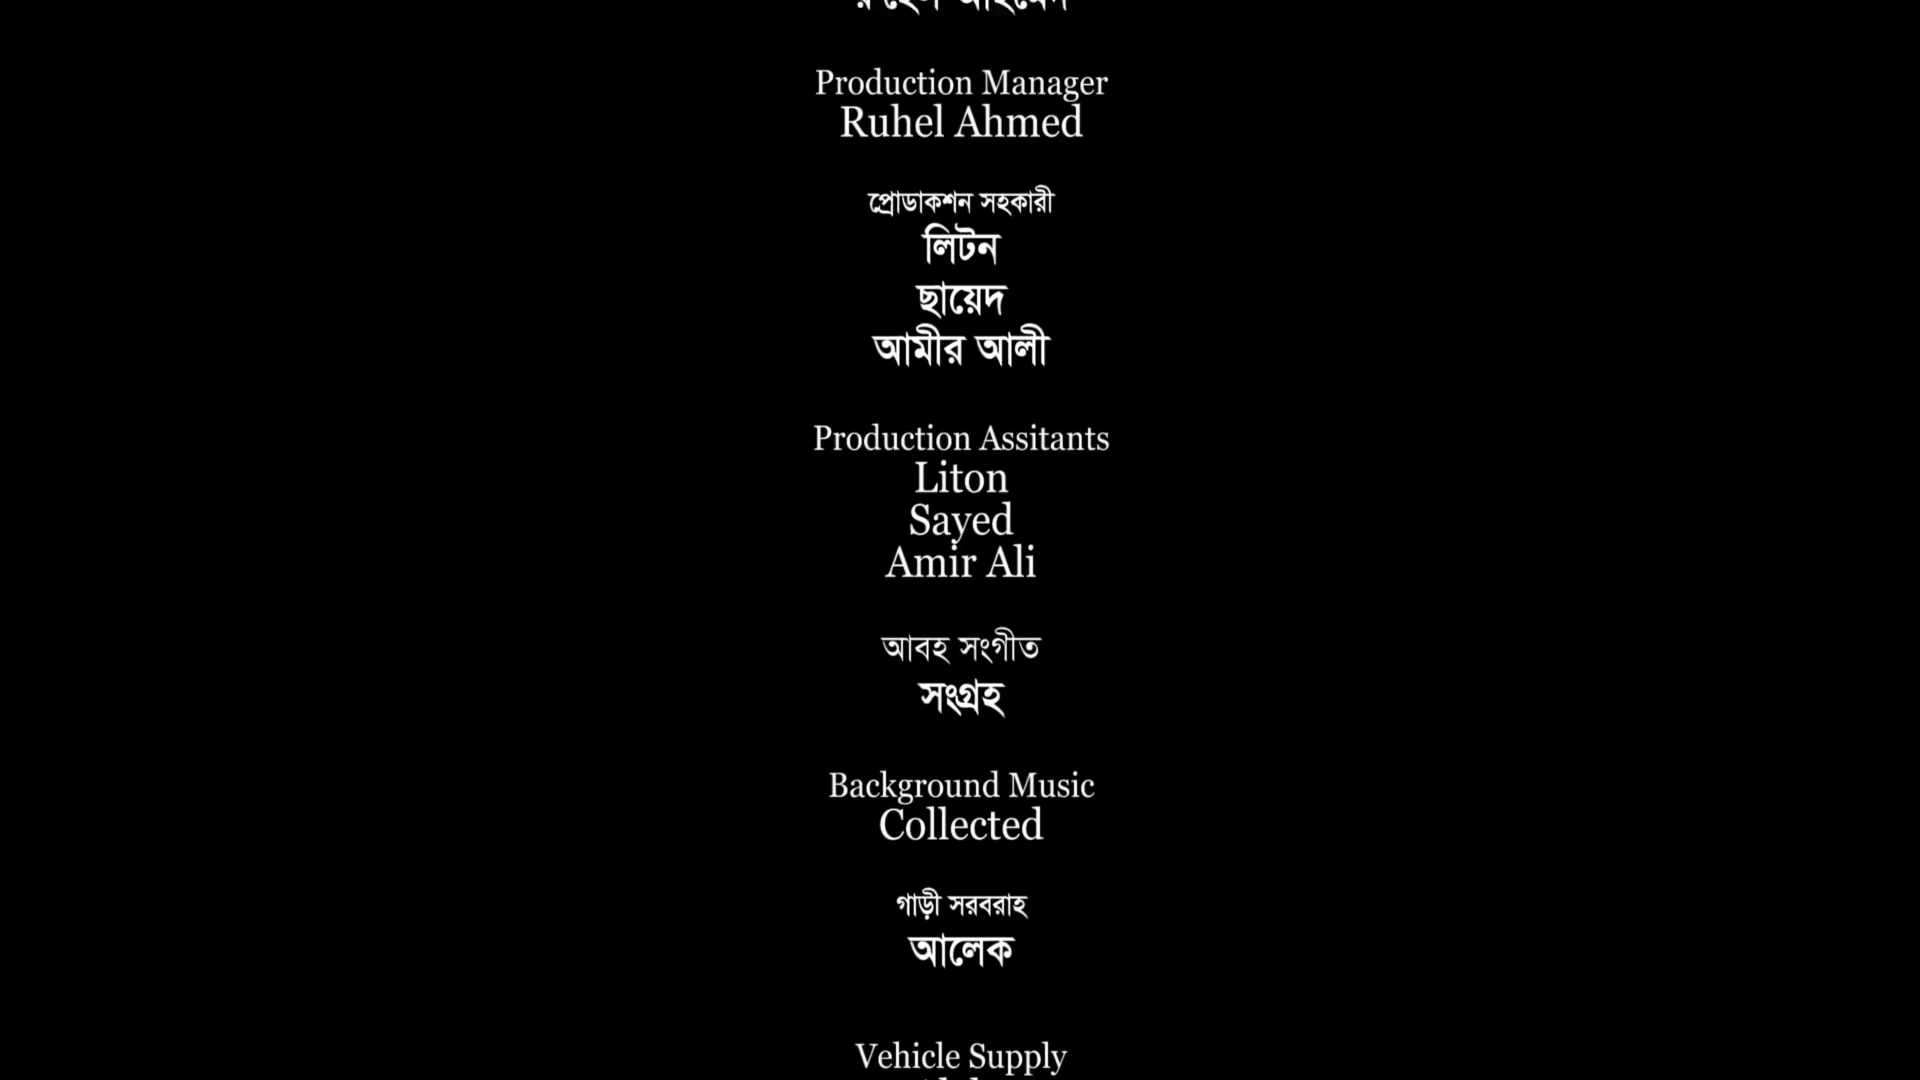 Production Manager
Ruhel Ahmed
প্রোডাকশন সহকারী
লিটন
ছায়েদ
আমীর আলী
Production Assitants
Liton
Sayed
Amir Ali
আবহ সংগীত
সংগ্রহ
Background Music
Collected
গাড়ী সরবরাহ
আলেক
Vehicle Supply